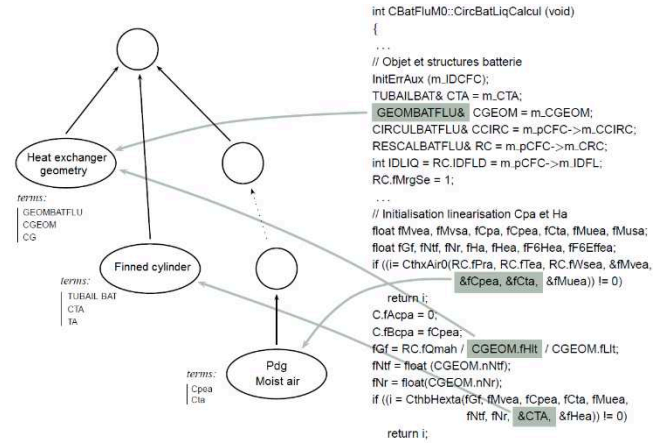 Heat exchanger
geometry
terms:
GEOMBATFLU
CGEOM
CG
Finned cylinder
terms:
TUBAIL BAT
CTA
TA
Pdg
Moist air
terms:
Cpea
Cta
int CBatFluM0::CircBatLiqCalcul (void)
{
...
// Objet et structures batterie
InitErrAux (m_IDCFC);
TUBAILBAT& CTA = m_CTA;
GEOMBATFLU& CGEOM = m_CGEOM;
CIRCULBATFLU& CCIRC = m_pCFC->m_CCIRC;
RESCALBATFLU& RC = m_pCFC->m_CRC;
int IDLIQ = RC.IDFLD = m_pCFC->m_IDFL;
RC.fMrgSe = 1;
...
// Initialisation linearisation Cpa et Ha
float fMvea, fMvsa, fCpa, fCpea, fCta, fMuea, fMusa;
float fGf, fNtf, fNr, fHa, fHea, fF6Hea, fF6Effea;
if ((i= CthxAir0(RC.fPra, RC.fTea, RC.fWsea, &fMvea,
&fCpea, &fCta, &fMuea)) != 0)
return i;
C.fAcpa = 0;
C.fBcpa = fCpea;
fGf = RC.fQmah / CGEOM.fHlt / CGEOM.fLlt;
fNtf = float (CGEOM.nNtf);
fNr = float(CGEOM.nNr);
if ((i = CthbHexta(fGf, fMvea, fCpea, fCta, fMuea,
fNtf, fNr, &CTA, &fHea)) != 0)
return i;